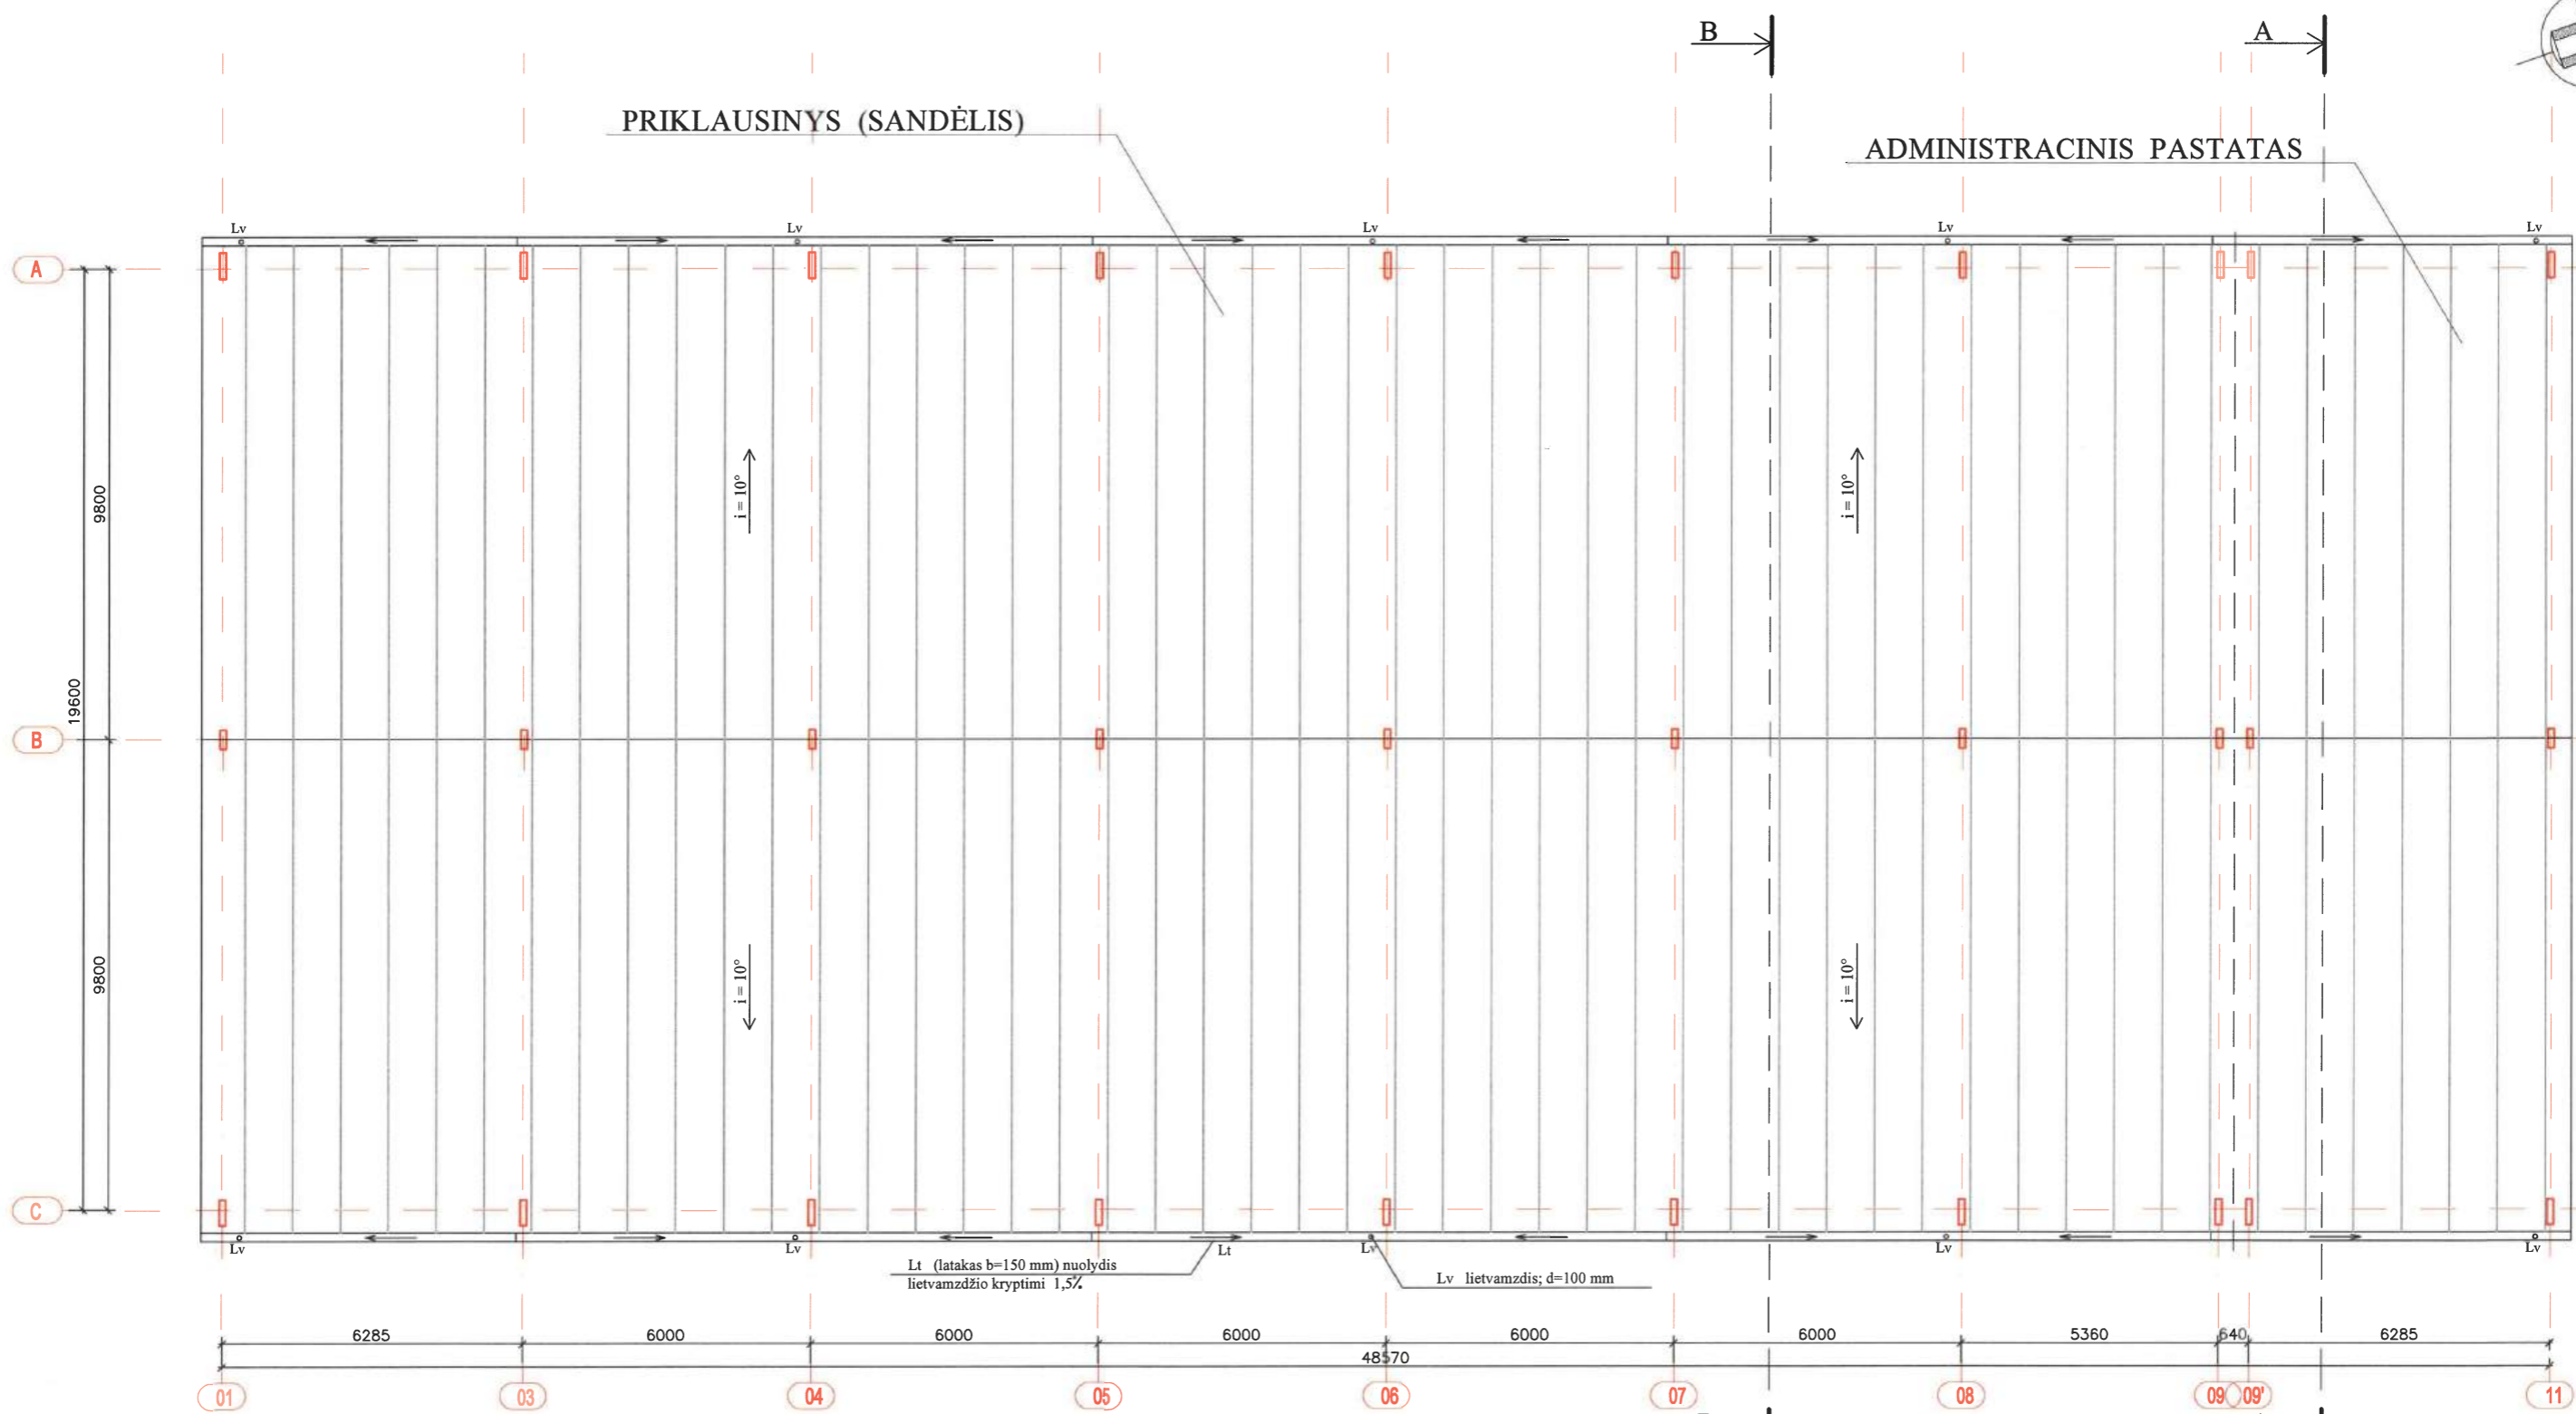 B
A
PRIKLAUSINYS (SANDĖLIS)
ADMINISTRACINIS PASTATAS
Lv
Lv
Lv
Lv
Lv
A
9800
i = 10°
i = 10°
19600
B
9800
i = 10°
i = 10°
C
Lv
Lv
Lt
Lv
Lv
Lv
Lt (latakas b=150 mm) nuolydis
lietvamzdžio kryptimi 1,5%
Lv lietvamzdis; d=100 mm
6285
6000
6000
6000
6000
6000
5360
640
6285
48570
01
03
04
05
06
07
08
09
09'
11